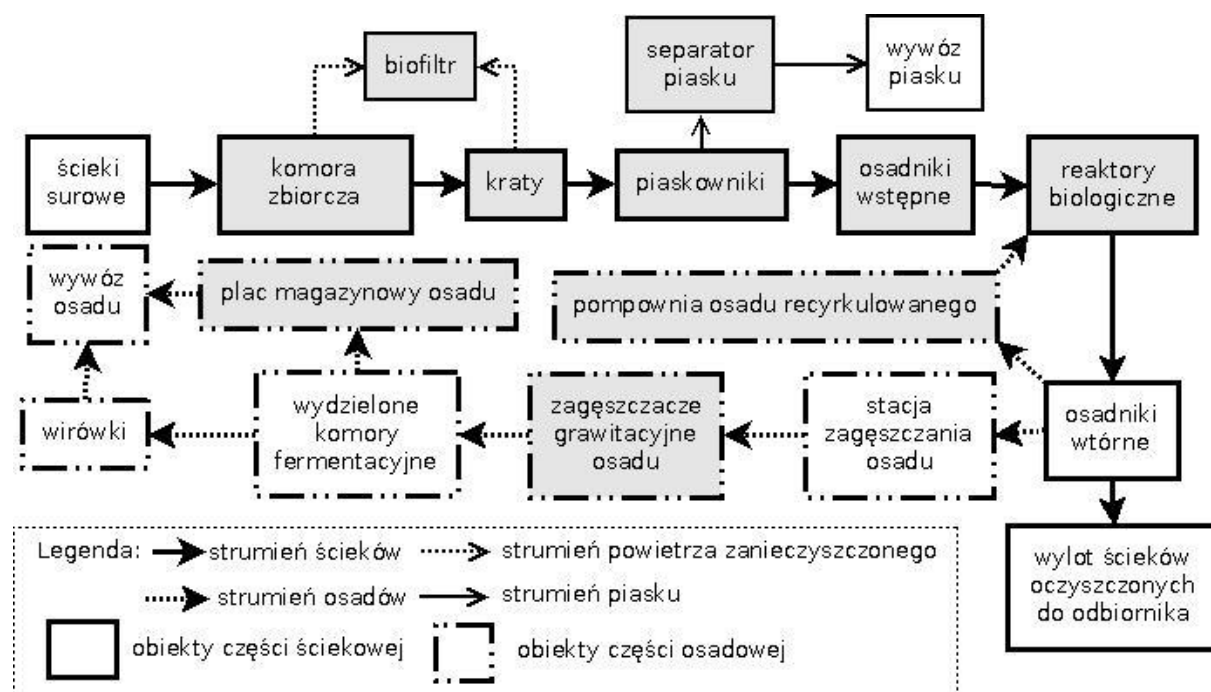 biofiltr
separator
piasku
wywóz
piasku
ścieki
surowe
komora
zbiorcza
kraty
piaskowniki
osadniki
wstępne
reaktory
biologiczne
wywóz
osadu
plac magazynowy osadu
pompownia osadu recyrkulowanego
wirówki
wydzielone
komory
fermentacyjne
zagęszczacze
grawitacyjne
osadu
stacja
zagęszczania
osadu
osadniki
wtórne
wylot ścieków
oczyszczonych
do odbiornika
Legenda:
strumień ścieków
strumień powietrza zanieczyszczonego
strumień osadów
strumień piasku
obiekty części ściekowej
obiekty części osadowej